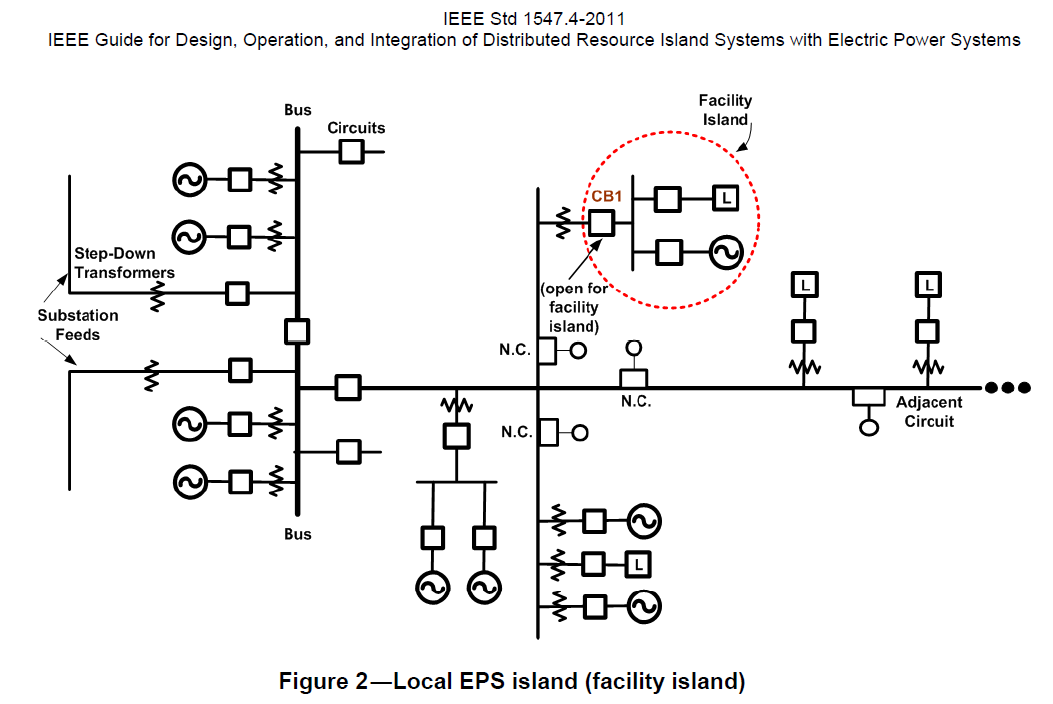 IEEE Std 1547.4-2011
IEEE Guide for Design, Operation, and Integration of Distributed Resource Island Systems with Electric Power Systems
Bus
Circuits
Facility
Island
CB1
L
Step-Down
Transformers
(open for
facility
island)
L
L
Substation
Feeds
N.C.
N.C.
Adjacent
Circuit
N.C.
Bus
L
Figure 2—Local EPS island (facility island)